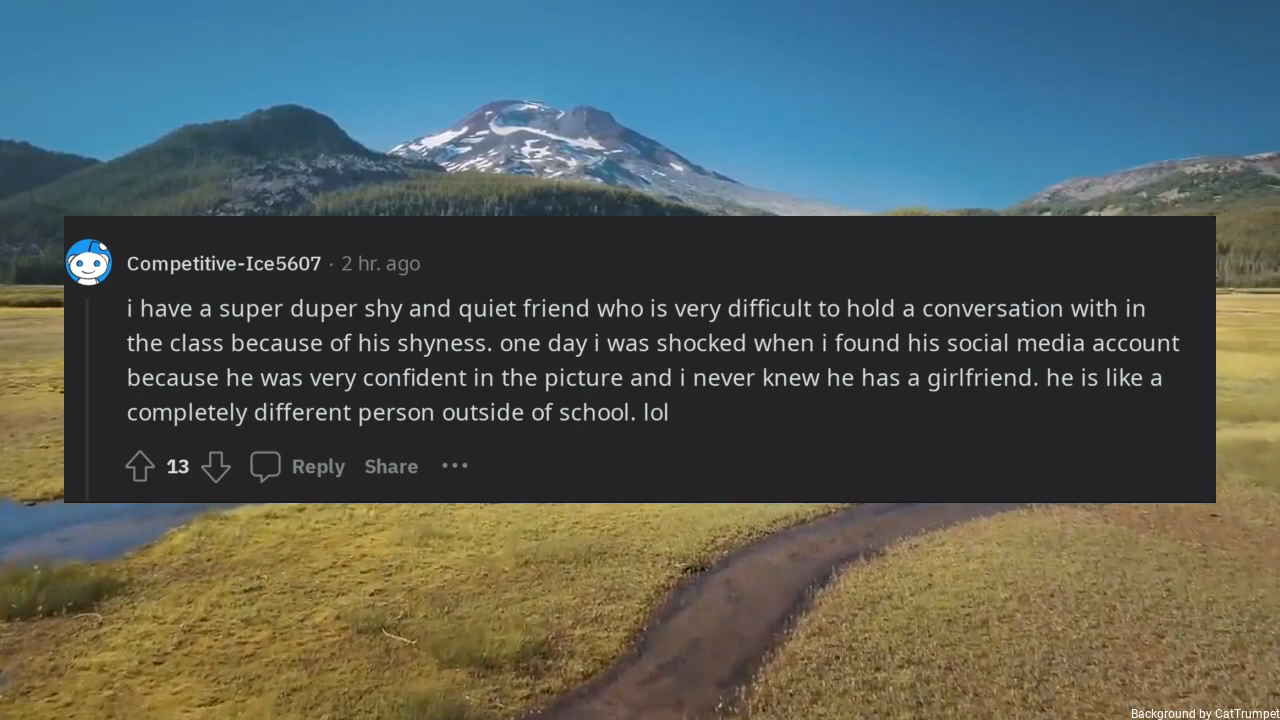 Competitive-Ice5607 · 2 hr. ago
i have a super duper shy and quiet friend who is very difficult to hold a conversation with in
the class because of his shyness. one day i was shocked when i found his social media account
because he was very confident in the picture and i never knew he has a girlfriend. he is like a
completely different person outside of school. lol
13 Reply Share •••
Background by CatTrumpet